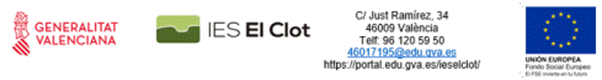 GENERALITAT
VALENCIANA
IES El Clot
C/ Just Ramírez, 34
46009 València
Telf: 96 120 59 50
46017195@edu.gva.es
https://portal.edu.gva.es/ieselclot/
UNIÓN EUROPEA
Fondo Social Europeo
El FSE invierte en tu futuro